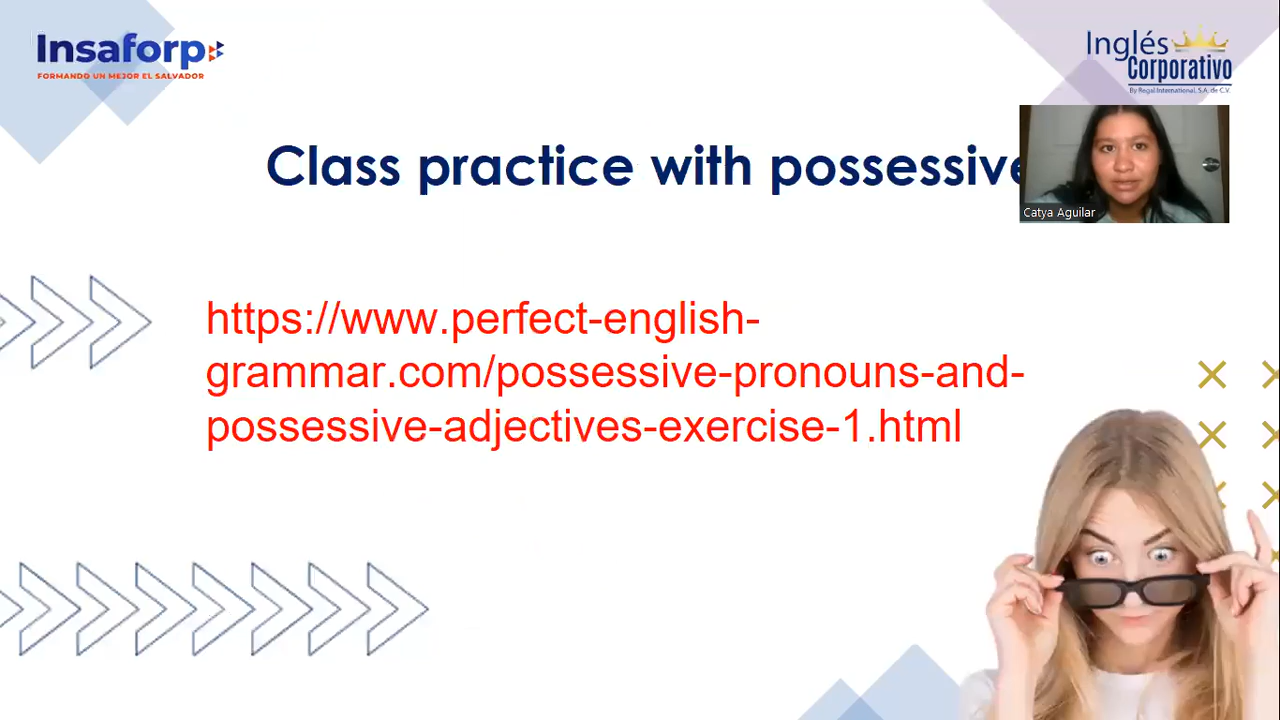 Insaforp
FORMANDO UN MEJOR EL SALVADOR
Inglés
Corporativo
By Regal International, S.A. de C.V.
Class practice with possessive
Catya Aguilar
https://www.perfect-english-
grammar.com/possessive-pronouns-and-
possessive-adjectives-exercise-1.html